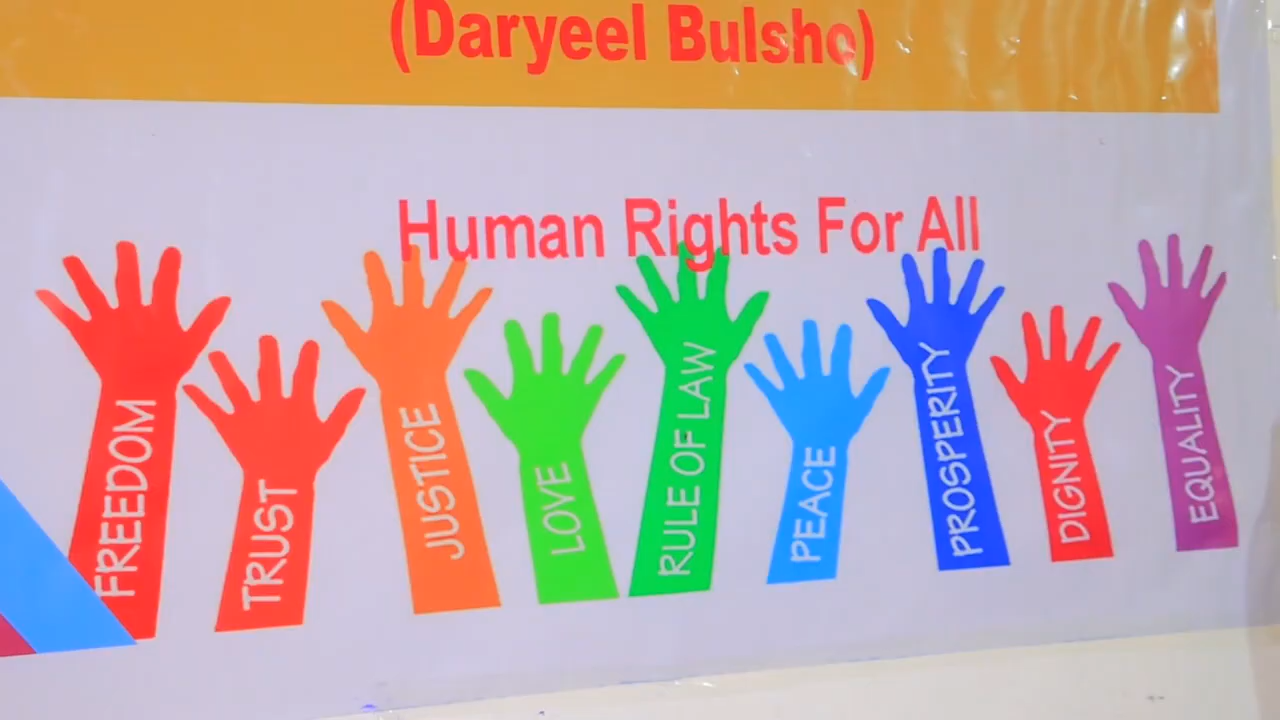 (Daryeel Bulsho)
Human Rights For All
FREEDOM
TRUST
JUSTICE
LOVE
RULE OF LAW
PEACE
PROSPERITY
DIGNITY
EQUALITY